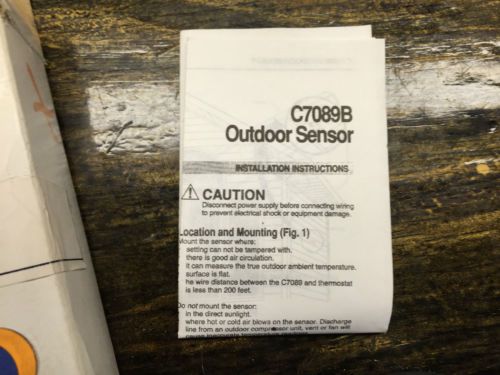 C7089B
Outdoor Sensor
INSTALLATION INSTRUCTIONS
CAUTION
Disconnect power supply before connecting wiring
to prevent electrical shock or equipment damage.
Location and Mounting (Fig. 1)
Mount the sensor where:
setting can not be tampered with.
there is good air circulation.
it can measure the true outdoor ambient temperature.
surface is flat.
he wire distance between the C7089 and thermostat
is less than 200 feet.
Do not mount the sensor:
in the direct sunlight.
where hot or cold air blows on the sensor. Discharge
line from an outdoor compressor unit, vent or fan will
cause inaccurate temperature